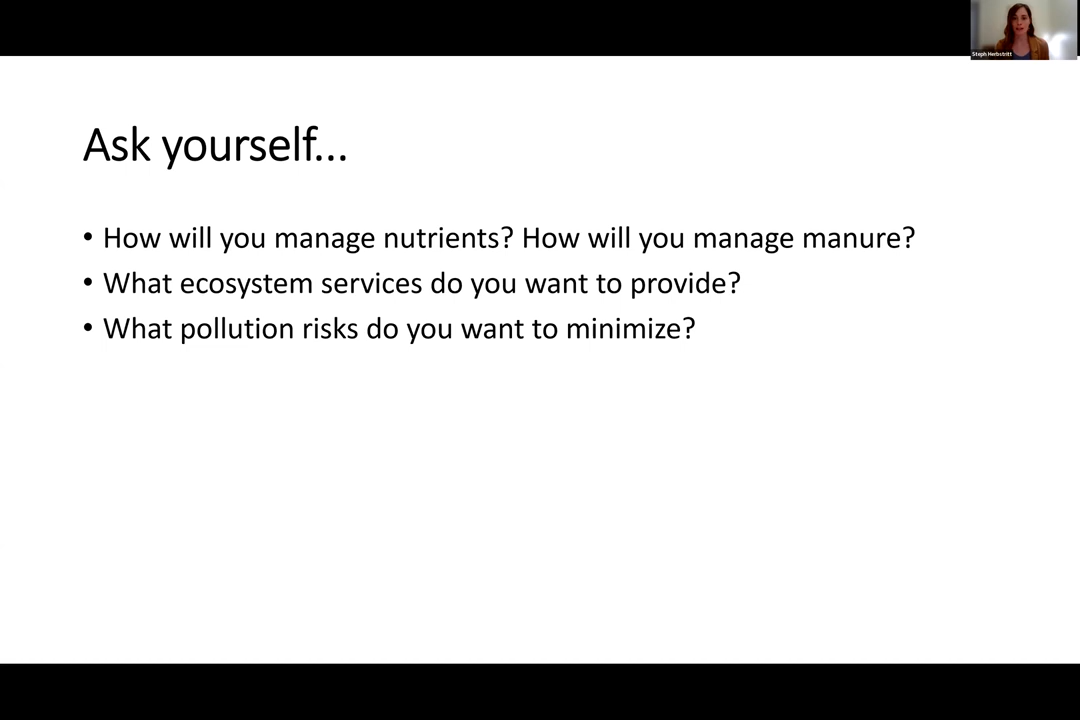 Steph Herbstritt
Ask yourself...
• How will you manage nutrients? How will you manage manure?
• What ecosystem services do you want to provide?
• What pollution risks do you want to minimize?